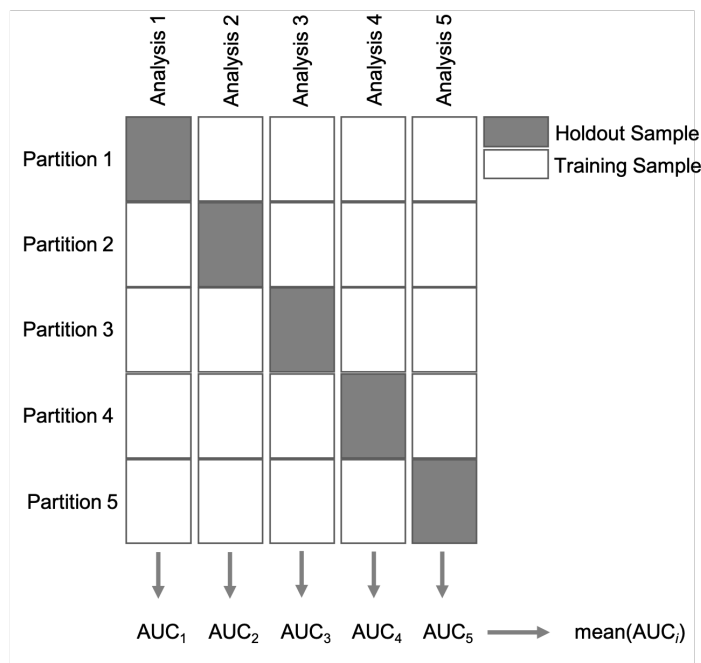 Analysis 1
Analysis 2
Analysis 3
Analysis 4
Analysis 5
Holdout Sample
Training Sample
Partition 1
Partition 2
Partition 3
Partition 4
Partition 5
AUC₁ AUC₂ AUC₃ AUC₄ AUC₅ mean(AUCᵢ)